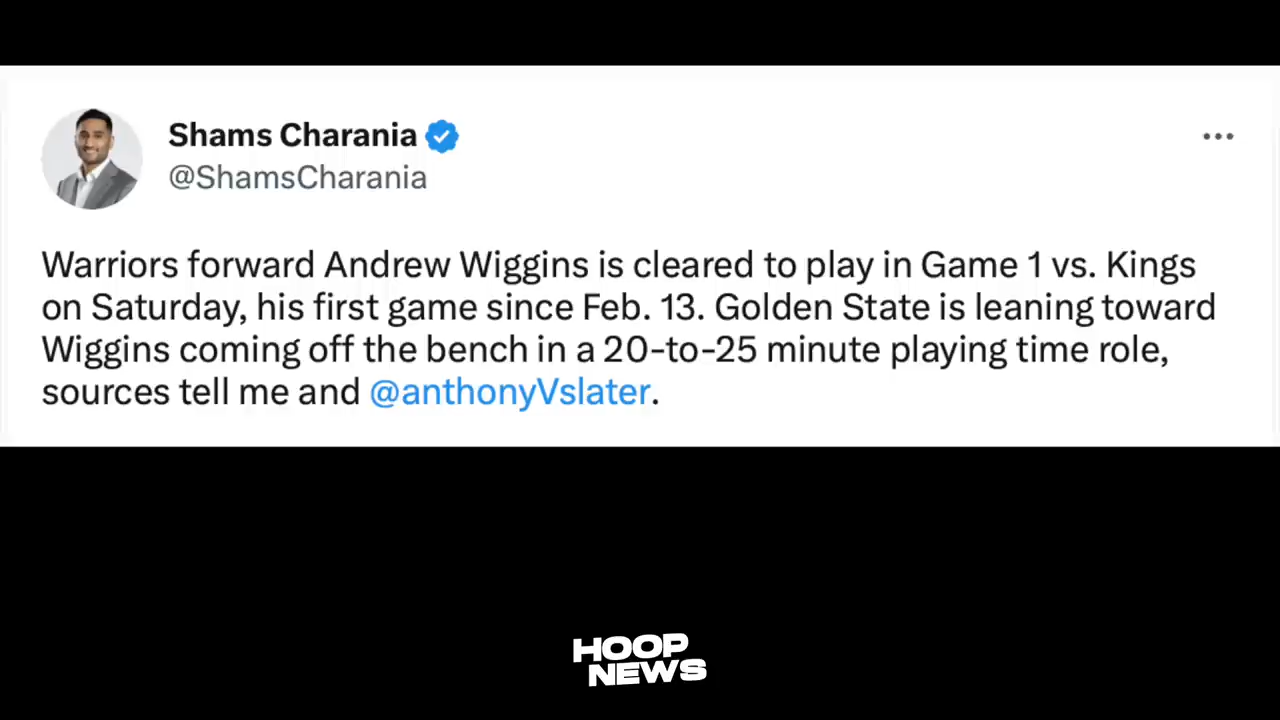 Shams Charania
@ShamsCharania
Warriors forward Andrew Wiggins is cleared to play in Game 1 vs. Kings
on Saturday, his first game since Feb. 13. Golden State is leaning toward
Wiggins coming off the bench in a 20-to-25 minute playing time role,
sources tell me and @anthonyVslater.
HOOP
NEWS